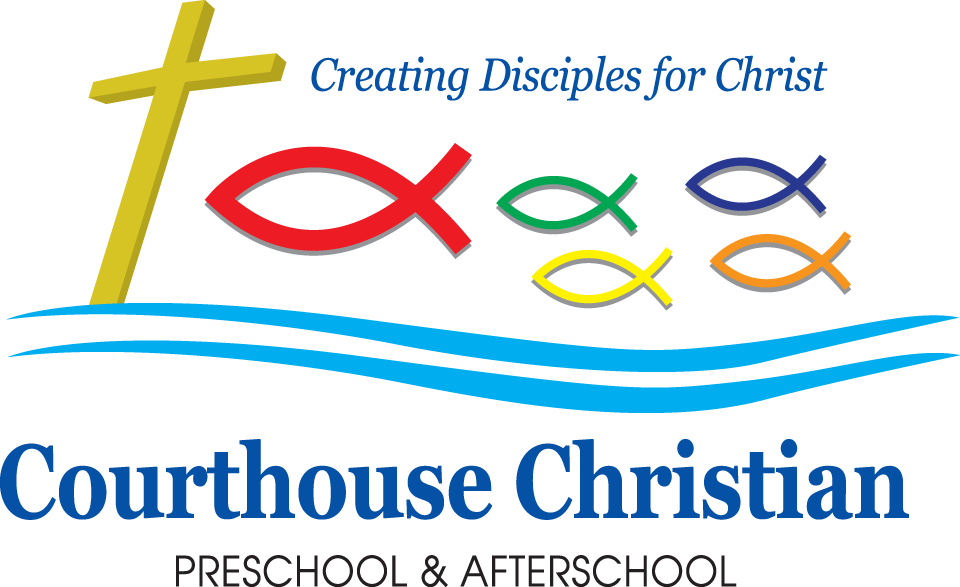 Creating Disciples for Christ
Courthouse Christian
PRESCHOOL & AFTERSCHOOL